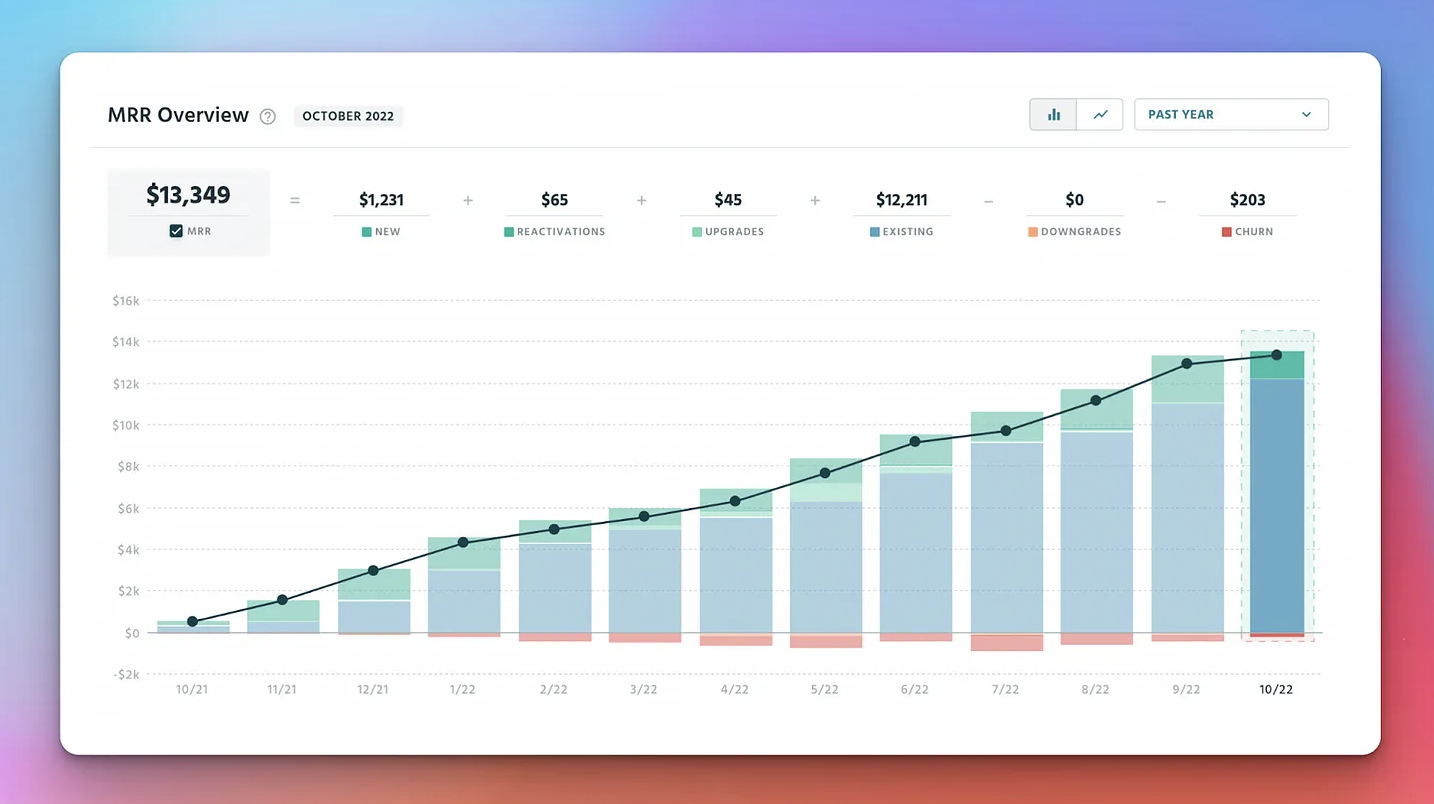 MRR Overview ? OCTOBER 2022
PAST YEAR
$13,349 = $1,231 + $65 + $45 + $12,211 – $0 – $203
MRR NEW REACTIVATIONS UPGRADES EXISTING DOWNGRADES CHURN
$16k
$14k
$12k
$10k
$8k
$6k
$4k
$2k
$0
-$2k
10/21 11/21 12/21 1/22 2/22 3/22 4/22 5/22 6/22 7/22 8/22 9/22 10/22